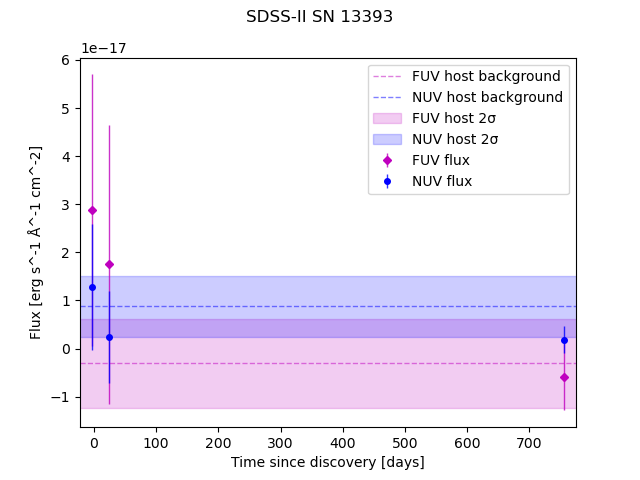 SDSS-II SN 13393
1e−17
FUV host background
NUV host background
FUV host 2σ
NUV host 2σ
FUV flux
NUV flux
6
5
4
3
2
1
0
−1
Flux [erg s^-1 Å^-1 cm^-2]
0 100 200 300 400 500 600 700
Time since discovery [days]